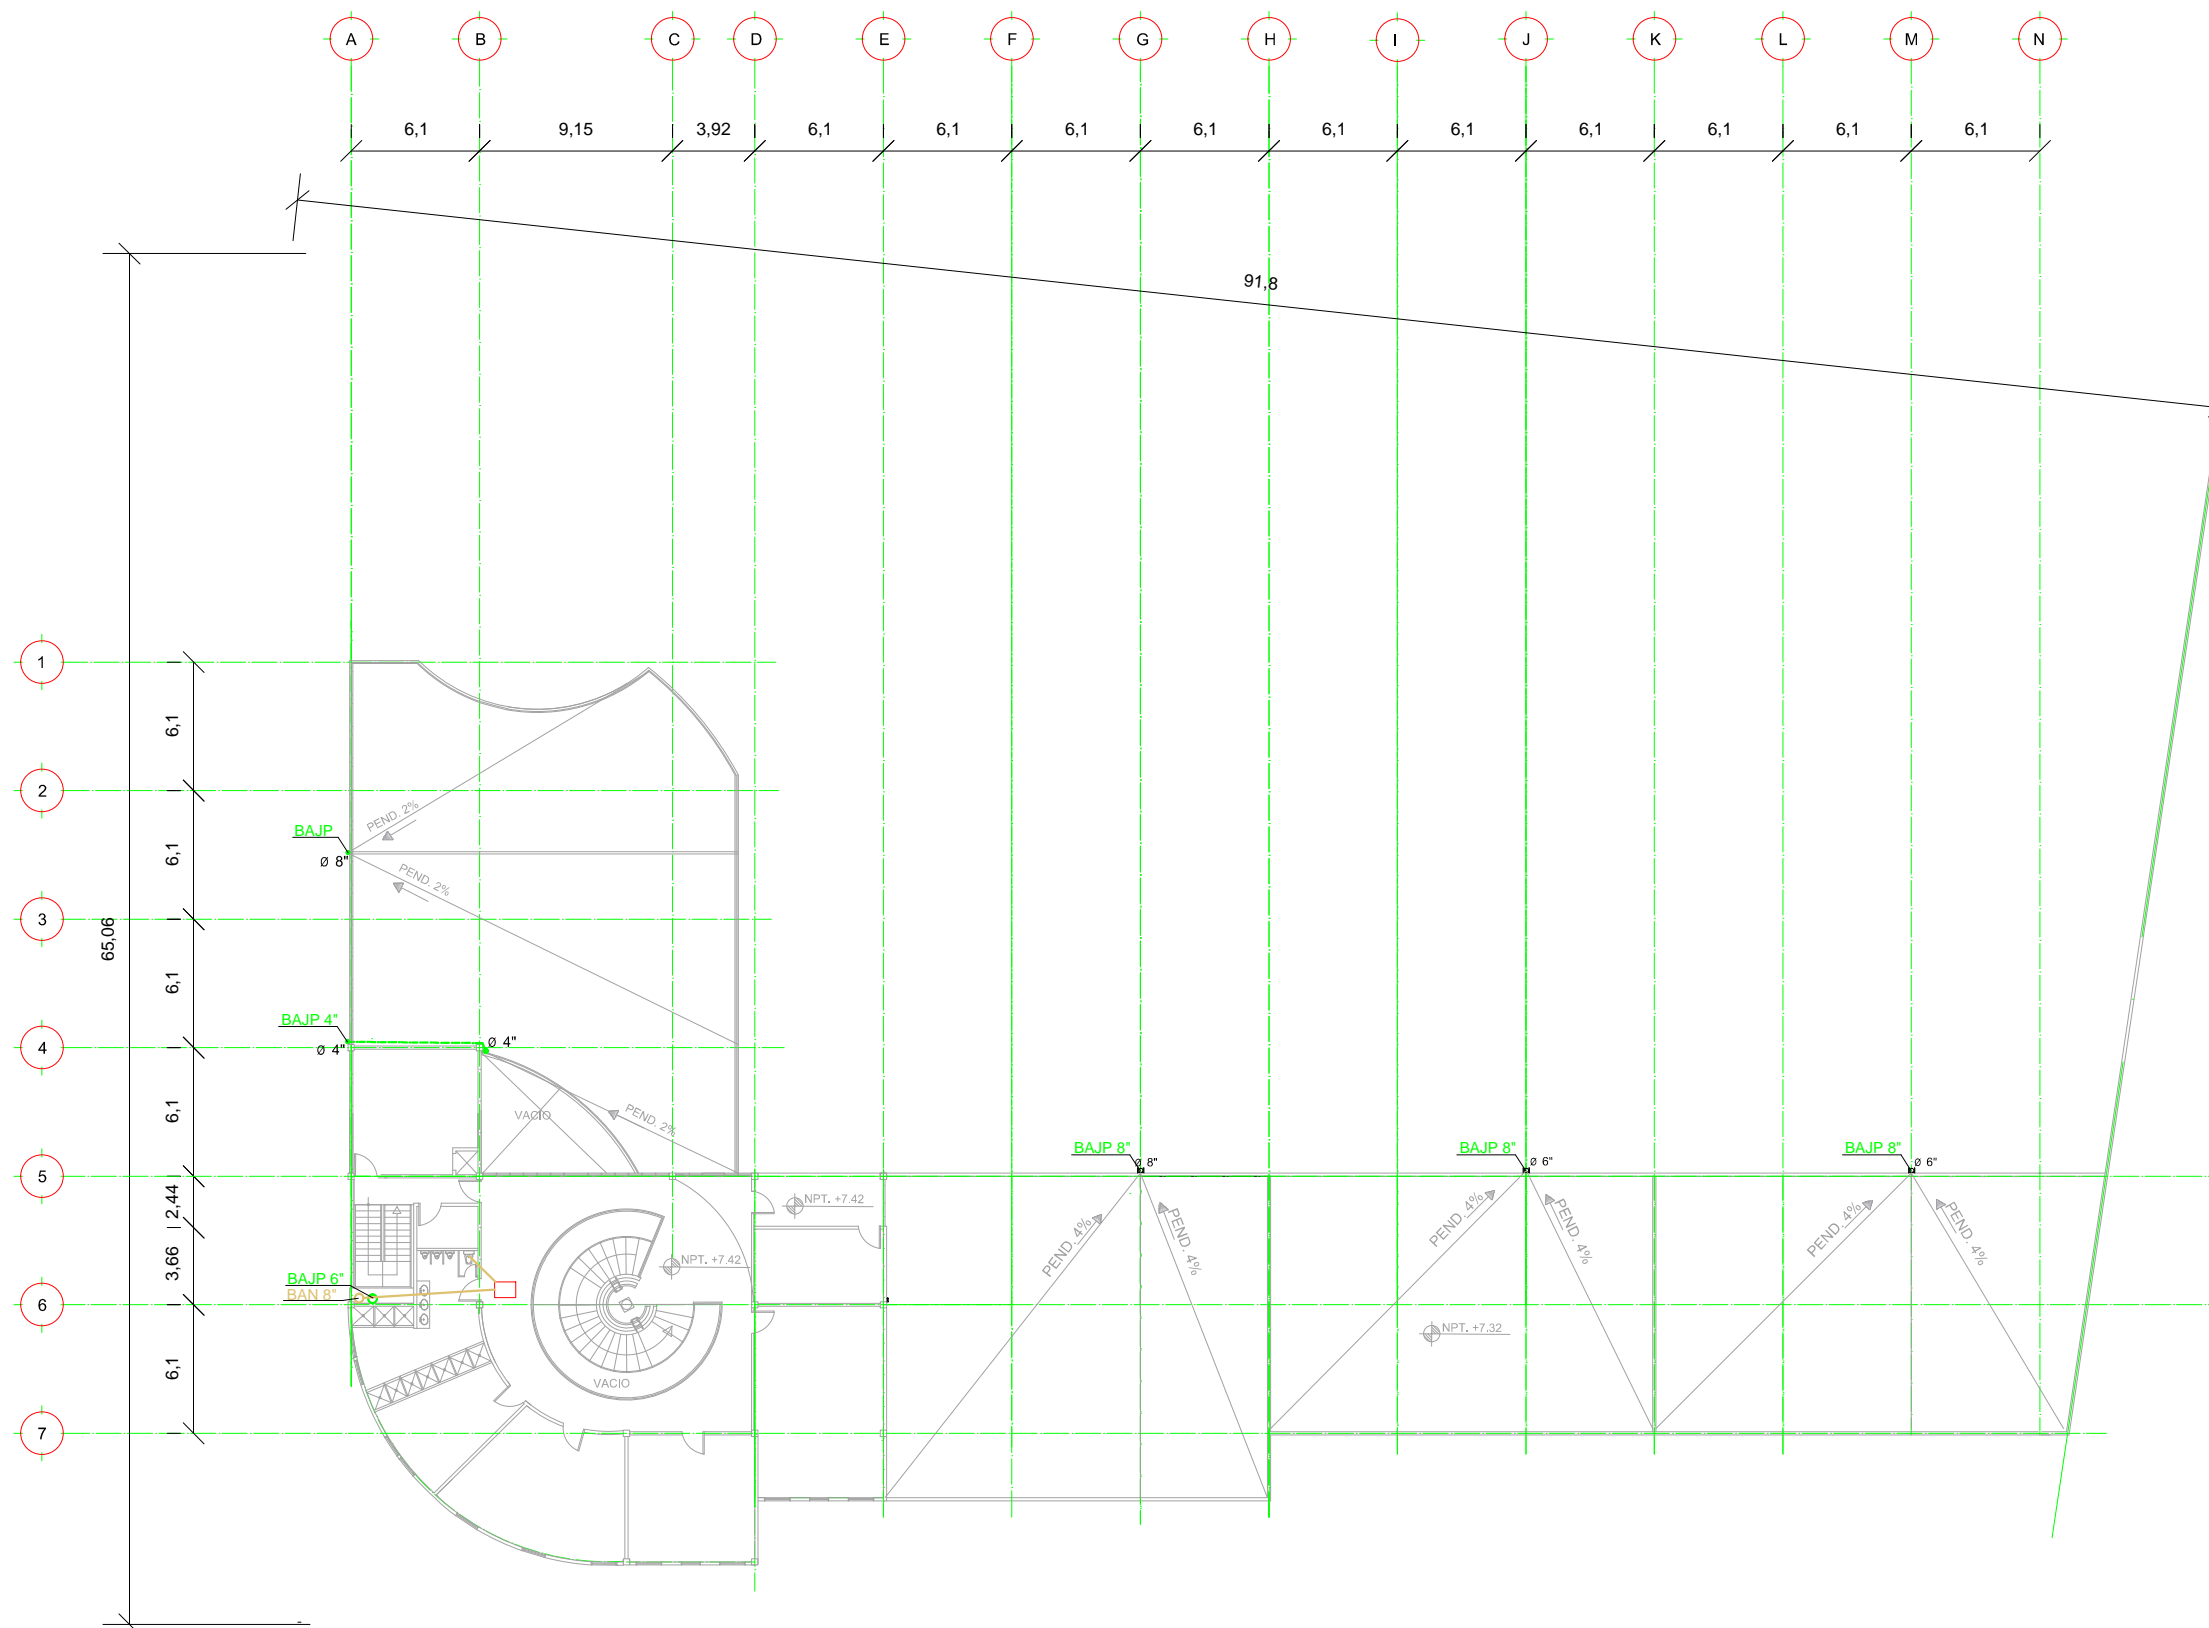 A B C D E F G H I J K L M N
6,1 9,15 3,92 6,1 6,1 6,1 6,1 6,1 6,1 6,1 6,1 6,1 6,1
91,8
65,06
1
6,1
2
6,1
3
6,1
4
6,1
5
2,44
3,66
6
6,1
7
PEND. 2%
BAJP
Ø 8"
PEND. 2%
BAJP 4"
Ø 4"
Ø 4"
VACIO
PEND. 2%
BAJP 8"
Ø 8"
BAJP 8"
Ø 6"
BAJP 8"
Ø 6"
NPT. +7.42
NPT. +7.42
PEND. 4%
PEND. 4%
PEND. 4%
PEND. 4%
PEND. 4%
PEND. 4%
BAJP 6"
BAN 8"
NPT. +7.32
VACIO